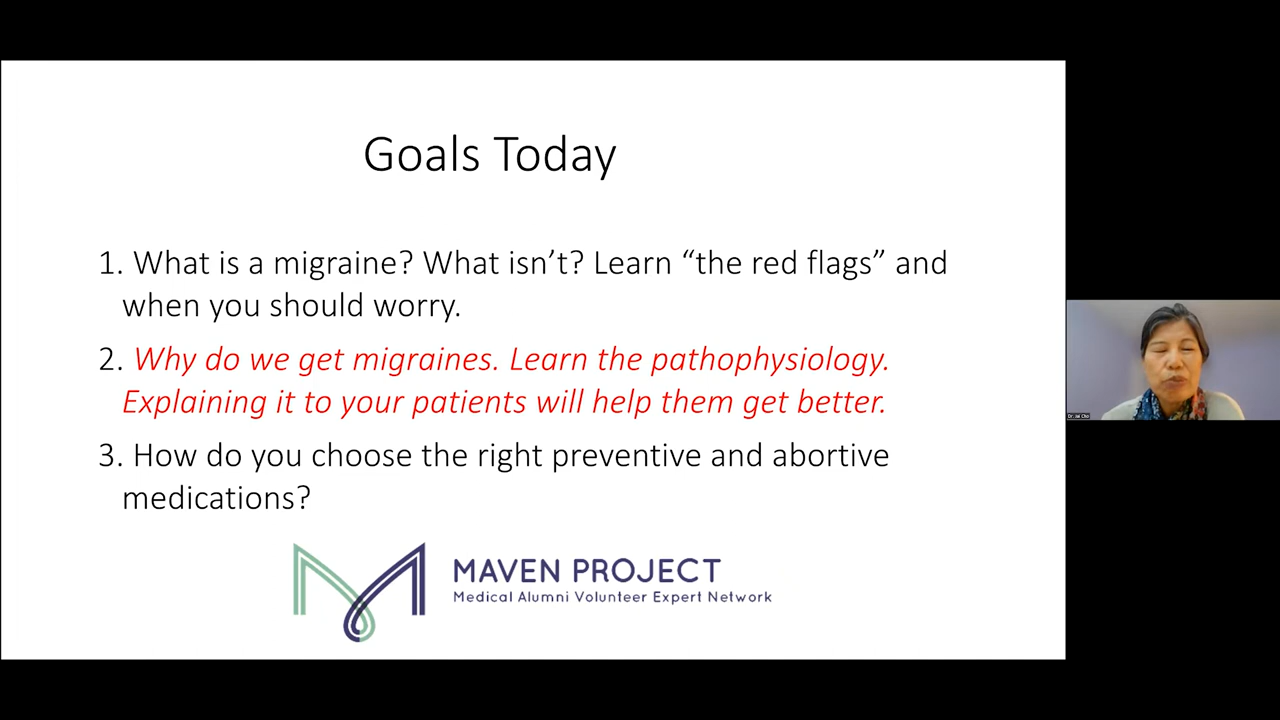 Goals Today
1. What is a migraine? What isn’t? Learn “the red flags” and
when you should worry.
2. Why do we get migraines. Learn the pathophysiology.
Explaining it to your patients will help them get better.
3. How do you choose the right preventive and abortive
medications?
MAVEN PROJECT
Medical Alumni Volunteer Expert Network